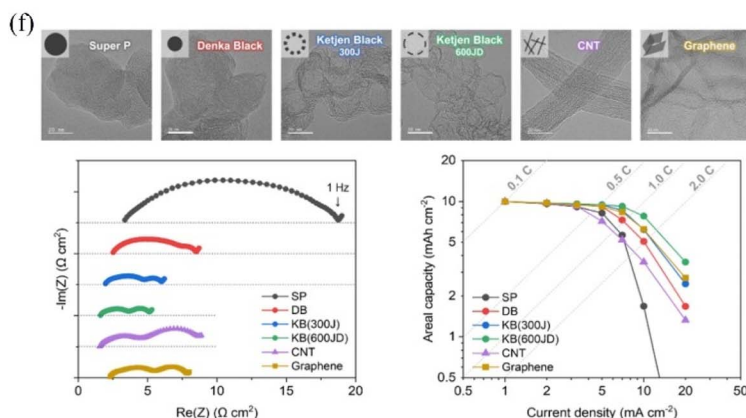 (f)
Super P
Denka Black
Ketjen Black
300J
Ketjen Black
600JD
CNT
Graphene
1 Hz
-Im(Z) (Ω cm²)
SP
DB
KB(300J)
KB(600JD)
CNT
Graphene
0 5 10 15 20
Re(Z) (Ω cm²)
20
10
5
1
0.5
Areal capacity (mAh cm⁻²)
0.1 C
0.5 C
1.0 C
2.0 C
SP
DB
KB(300J)
KB(600JD)
CNT
Graphene
0.5 1 5 10 50
Current density (mA cm⁻²)